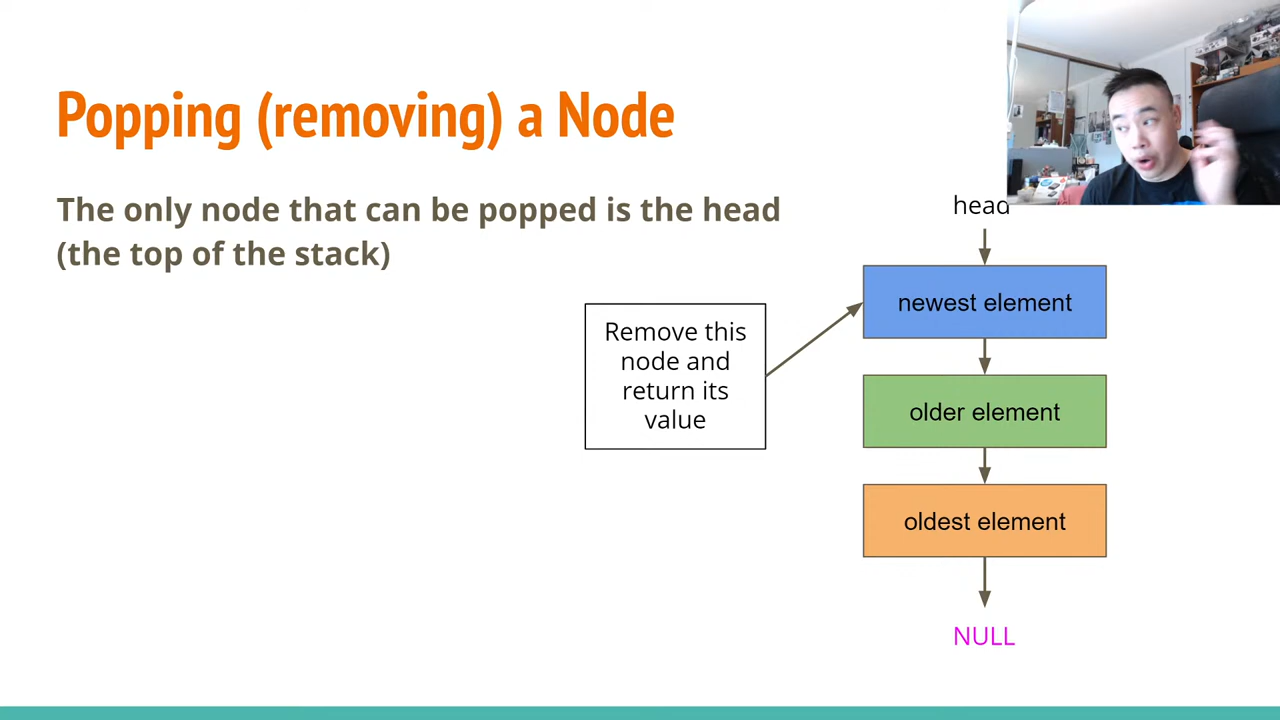 Popping (removing) a Node
The only node that can be popped is the head
(the top of the stack)
head
newest element
Remove this
node and
return its
value
older element
oldest element
NULL